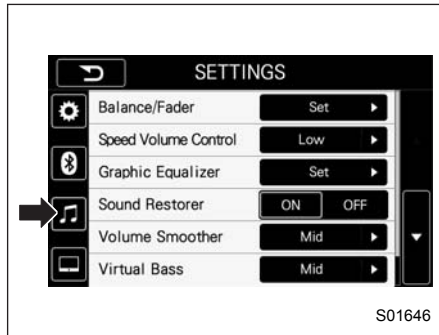 SETTINGS
Balance/Fader Set
Speed Volume Control Low
Graphic Equalizer Set
Sound Restorer ON OFF
Volume Smoother Mid
Virtual Bass Mid
S01646